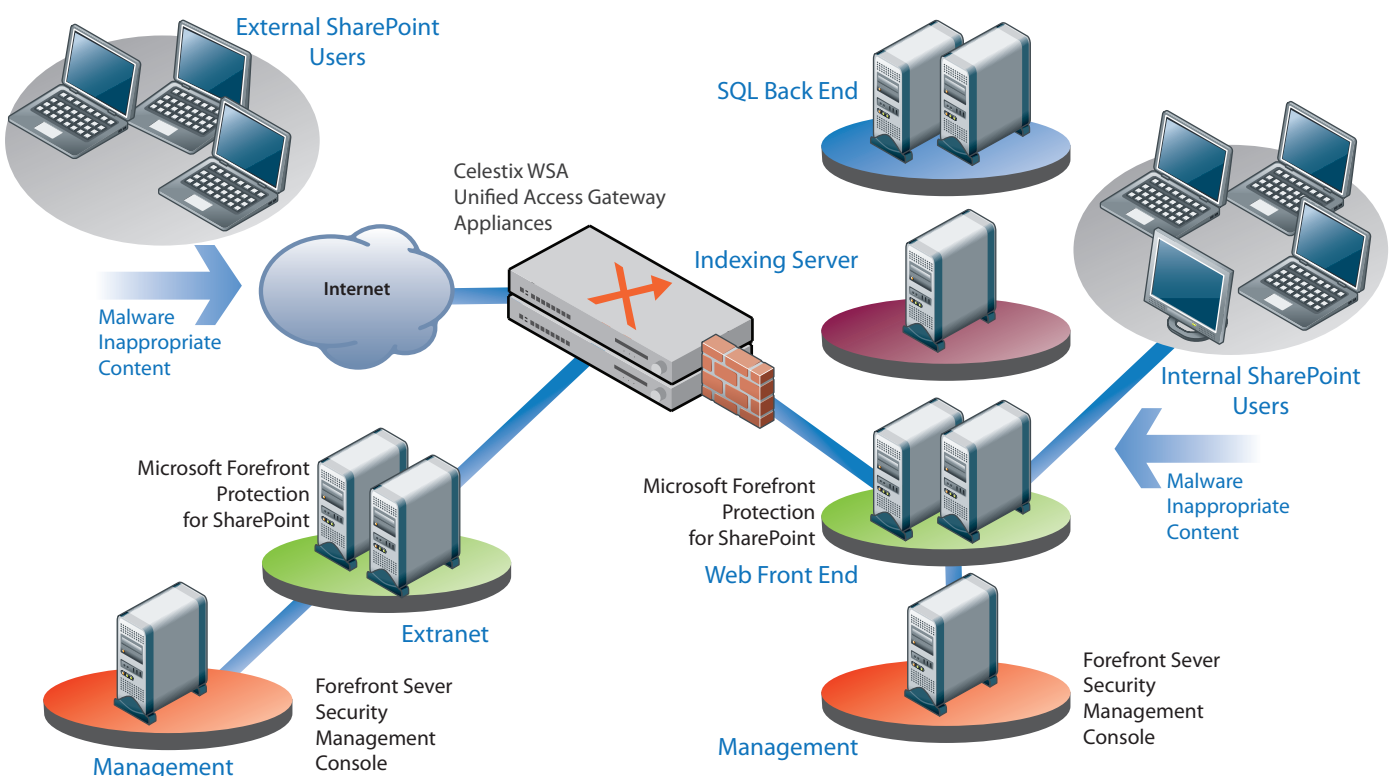 External SharePoint
Users
SQL Back End
Celestix WSA
Unified Access Gateway
Appliances
Indexing Server
Internet
Malware
Inappropriate
Content
Internal SharePoint
Users
Microsoft Forefront
Protection
for SharePoint
Extranet
Microsoft Forefront
Protection
for SharePoint
Web Front End
Malware
Inappropriate
Content
Forefront Sever
Security
Management
Console
Management
Forefront Sever
Security
Management
Console
Management